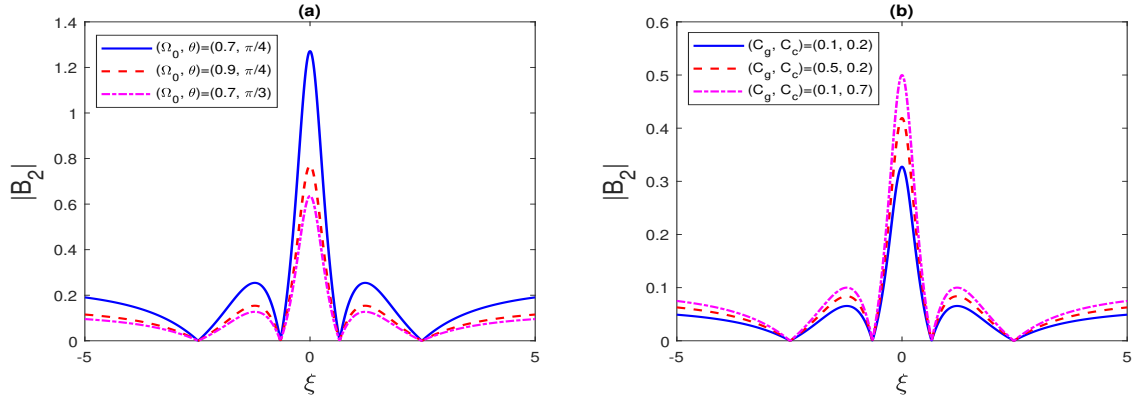 (a)
1.4
1.2
1
0.8
0.6
0.4
0.2
0
|B2|
(Ω0, θ)=(0.7, π/4)
(Ω0, θ)=(0.9, π/4)
(Ω0, θ)=(0.7, π/3)
-5 0 5
ξ
(b)
0.6
0.5
0.4
0.3
0.2
0.1
0
|B2|
(Cg, Cc)=(0.1, 0.2)
(Cg, Cc)=(0.5, 0.2)
(Cg, Cc)=(0.1, 0.7)
-5 0 5
ξ